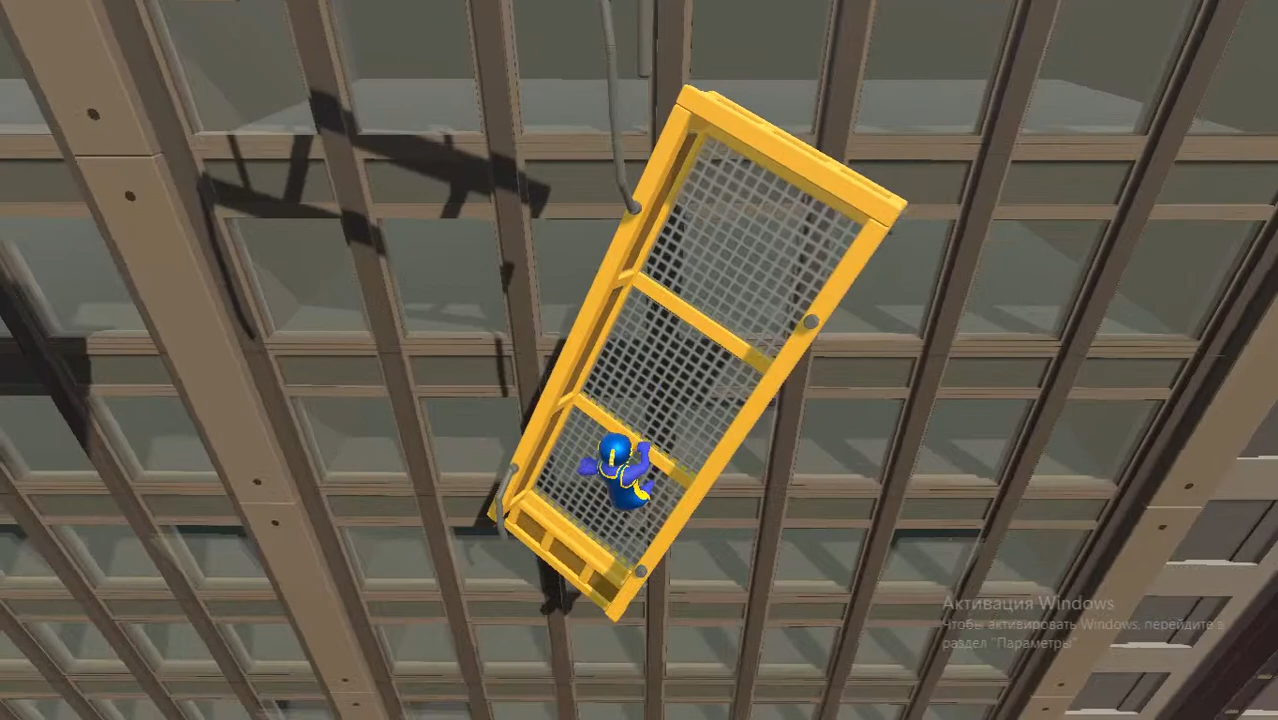 Активация Windows
Чтобы активировать Windows, перейдите в
раздел "Параметры"